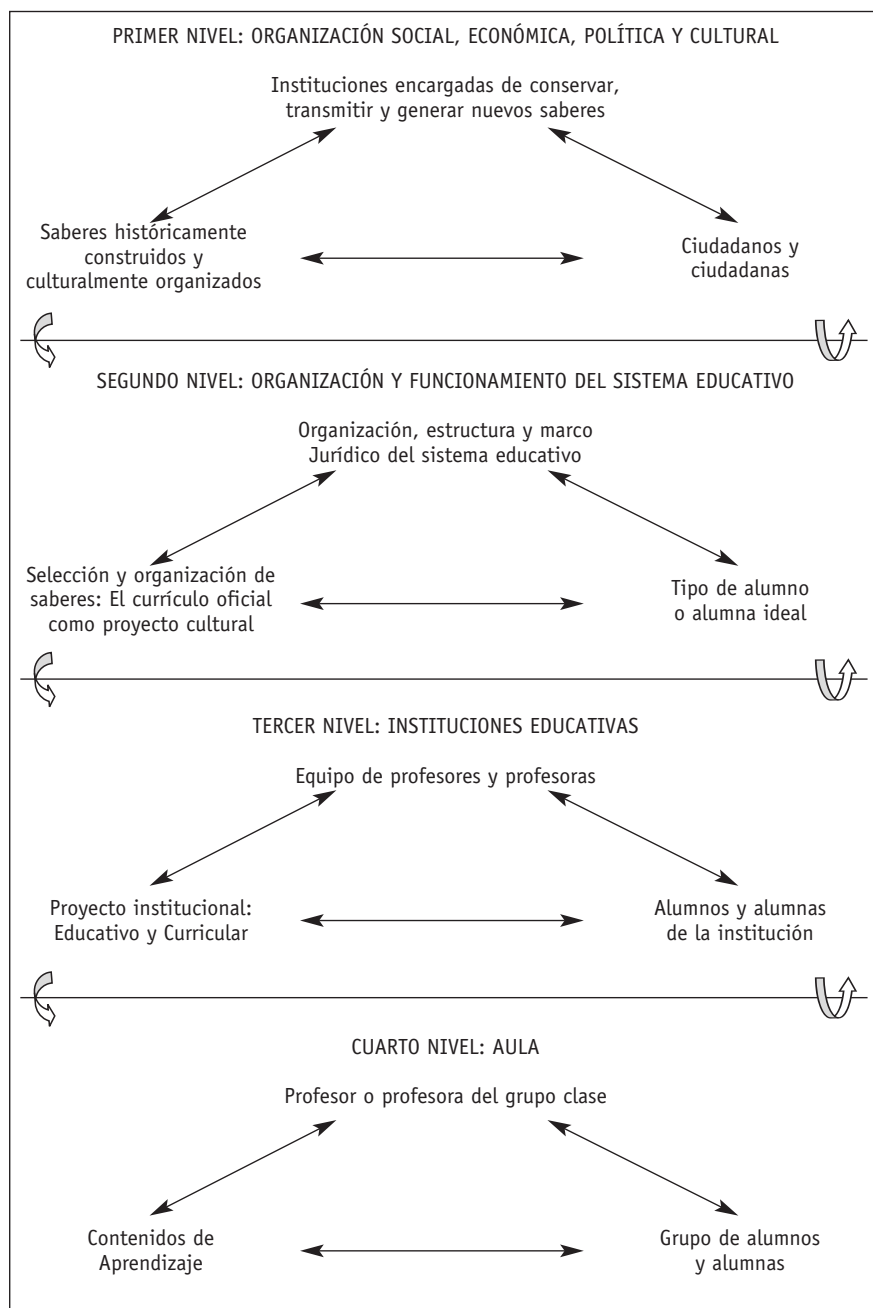 PRIMER NIVEL: ORGANIZACIÓN SOCIAL, ECONÓMICA, POLÍTICA Y CULTURAL
Instituciones encargadas de conservar,
transmitir y generar nuevos saberes
Saberes históricamente
construidos y
culturalmente organizados
Ciudadanos y
ciudadanas
SEGUNDO NIVEL: ORGANIZACIÓN Y FUNCIONAMIENTO DEL SISTEMA EDUCATIVO
Organización, estructura y marco
Jurídico del sistema educativo
Selección y organización de
saberes: El currículo oficial
como proyecto cultural
Tipo de alumno
o alumna ideal
TERCER NIVEL: INSTITUCIONES EDUCATIVAS
Equipo de profesores y profesoras
Proyecto institucional:
Educativo y Curricular
Alumnos y alumnas
de la institución
CUARTO NIVEL: AULA
Profesor o profesora del grupo clase
Contenidos de
Aprendizaje
Grupo de alumnos
y alumnas